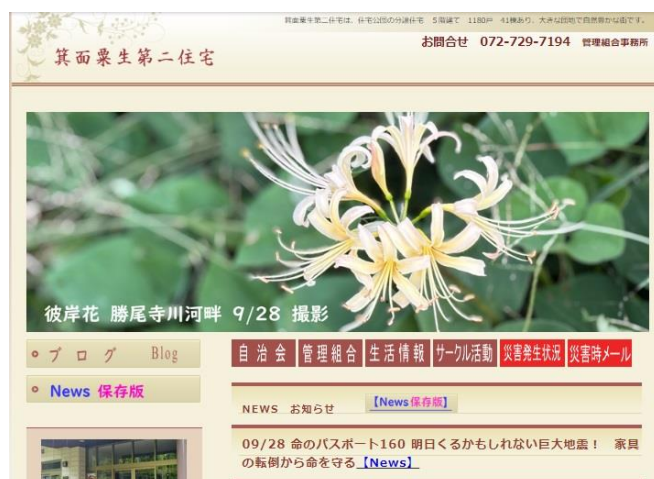 箕面粟生第二住宅は、住宅公団の分譲住宅 5階建て 1180戸 41棟あり、大きな団地で自然豊かな街です。
箕面粟生第二住宅
お問合せ 072-729-7194 管理組合事務所
彼岸花 勝尾寺川河畔 9/28 撮影
ブログ Blog
自治会 管理組合 生活情報 サークル活動 災害発生状況 災害時メール
News 保存版
NEWS お知らせ 【News保存版】
09/28 命のパスポート160 明日くるかもしれない巨大地震! 家具
の転倒から命を守る【News】